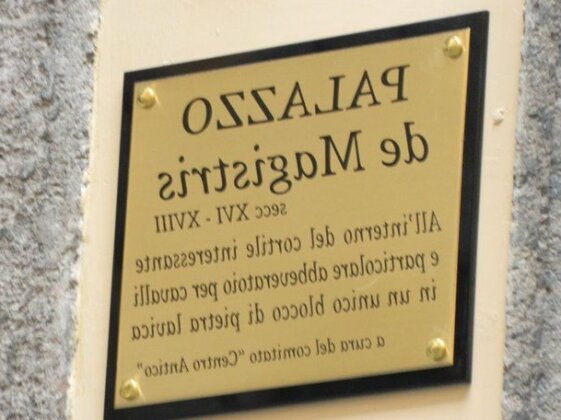 PALAZZO
de Magistris
secc XVI - XVIII
All'interno del cortile interessante
e particolare abbeveratoio per cavalli
in un unico blocco di pietra lavica
a cura del comitato "Centro Antico"